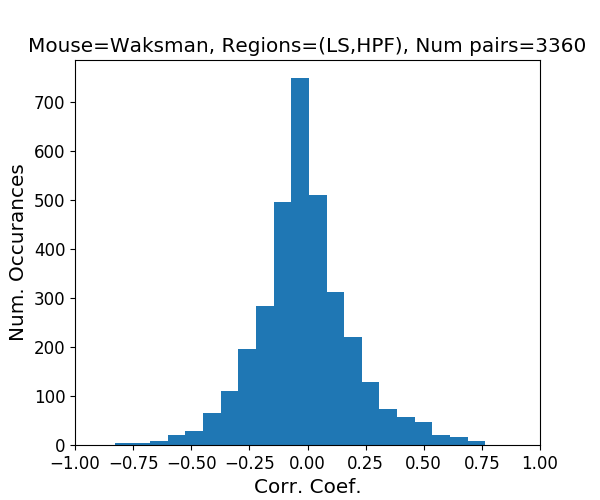 Mouse=Waksman, Regions=(LS,HPF), Num pairs=3360
Num. Occurances
700
600
500
400
300
200
100
0
−1.00 −0.75 −0.50 −0.25 0.00 0.25 0.50 0.75 1.00
Corr. Coef.